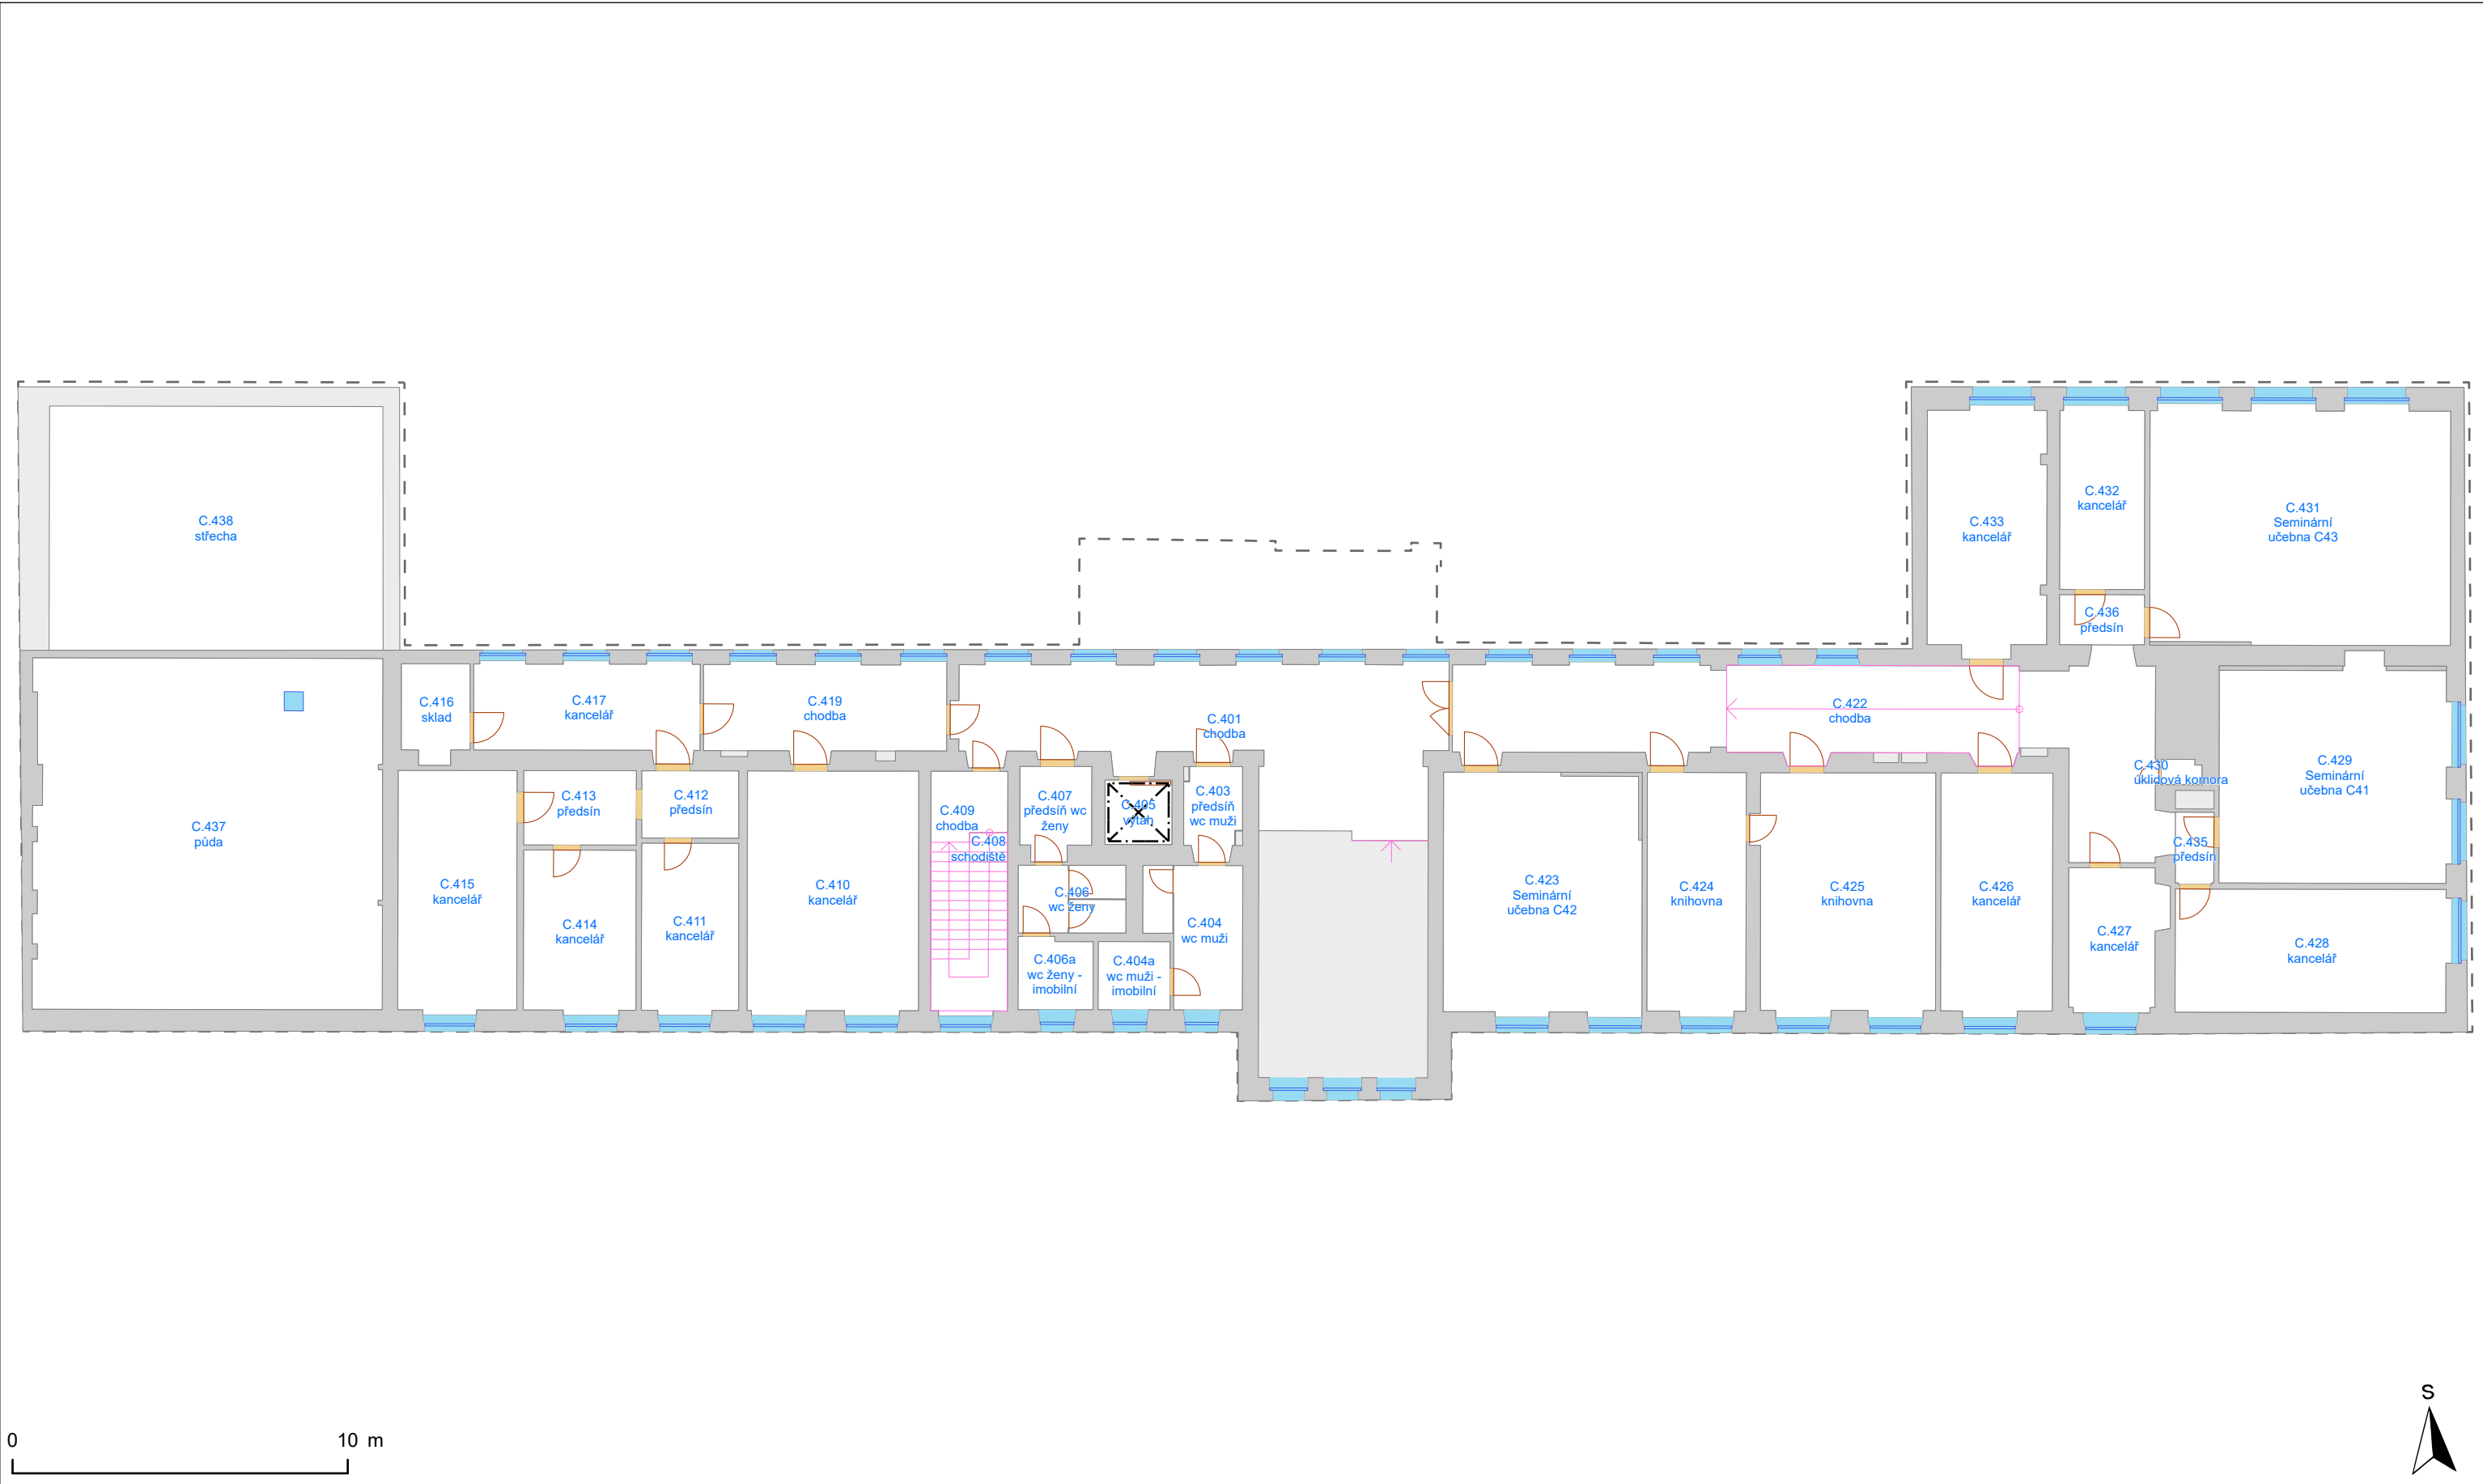 C.438
střecha
C.433
kancelář
C.432
kancelář
C.431
Seminární
učebna C43
C.436
předsín
C.416
sklad
C.417
kancelář
C.419
chodba
C.401
chodba
C.422
chodba
C.437
půda
C.415
kancelář
C.413
předsín
C.412
předsín
C.414
kancelář
C.411
kancelář
C.410
kancelář
C.409
chodba
C.408
schodiště
C.407
předsíň wc
ženy
C.405
výtah
C.403
předsíň
wc muži
C.406
wc ženy
C.404
wc muži
C.406a
wc ženy -
imobilní
C.404a
wc muži -
imobilní
C.423
Seminární
učebna C42
C.424
knihovna
C.425
knihovna
C.426
kancelář
C.430
úklidová komora
C.429
Seminární
učebna C41
C.435
předsín
C.427
kancelář
C.428
kancelář
S
0 10 m